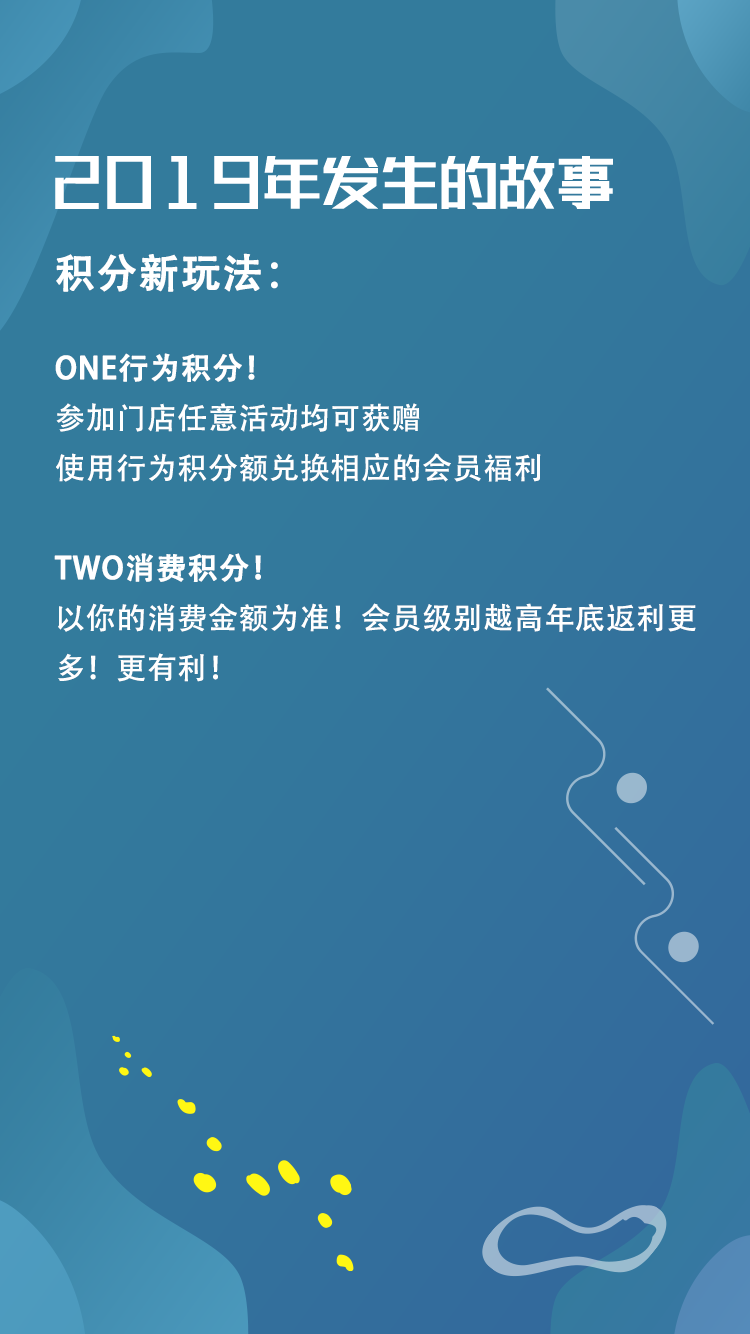 2019年发生的故事
积分新玩法：
ONE行为积分！
参加门店任意活动均可获赠
使用行为积分额兑换相应的会员福利
TWO消费积分！
以你的消费金额为准！会员级别越高年底返利更
多！更有利！